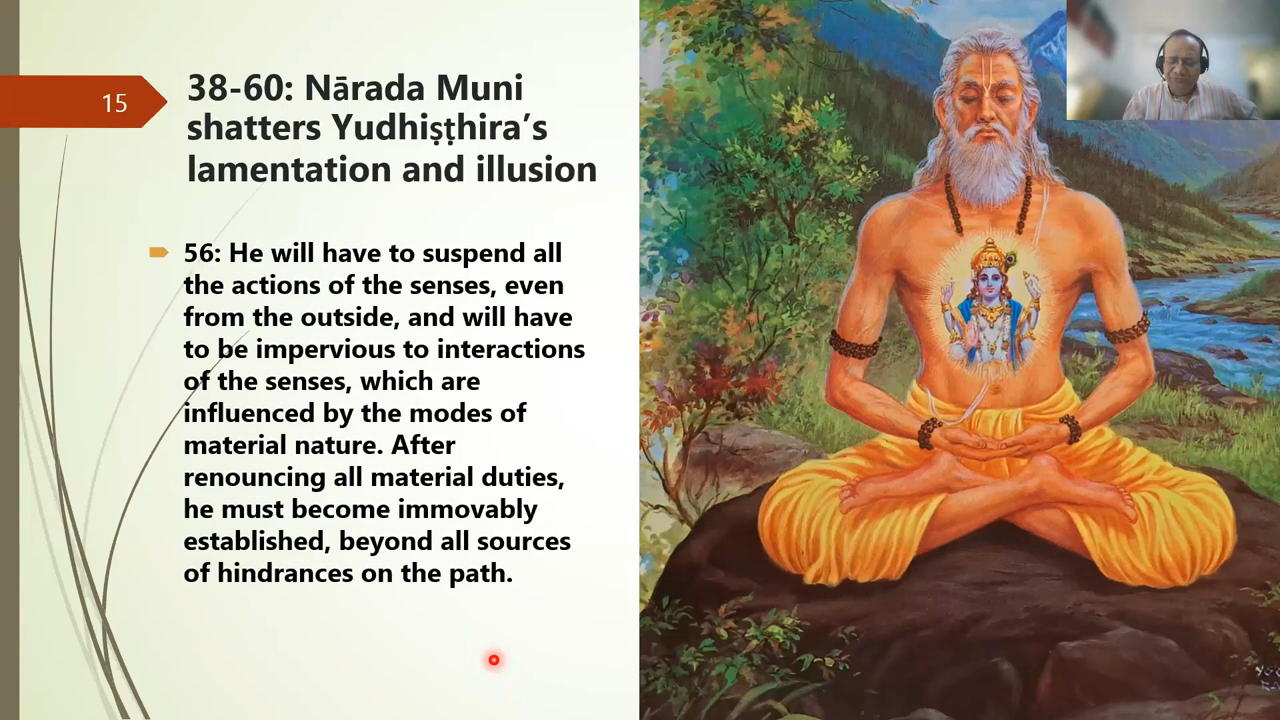 15
38-60: Nārada Muni
shatters Yudhiṣṭhira’s
lamentation and illusion
56: He will have to suspend all
the actions of the senses, even
from the outside, and will have
to be impervious to interactions
of the senses, which are
influenced by the modes of
material nature. After
renouncing all material duties,
he must become immovably
established, beyond all sources
of hindrances on the path.